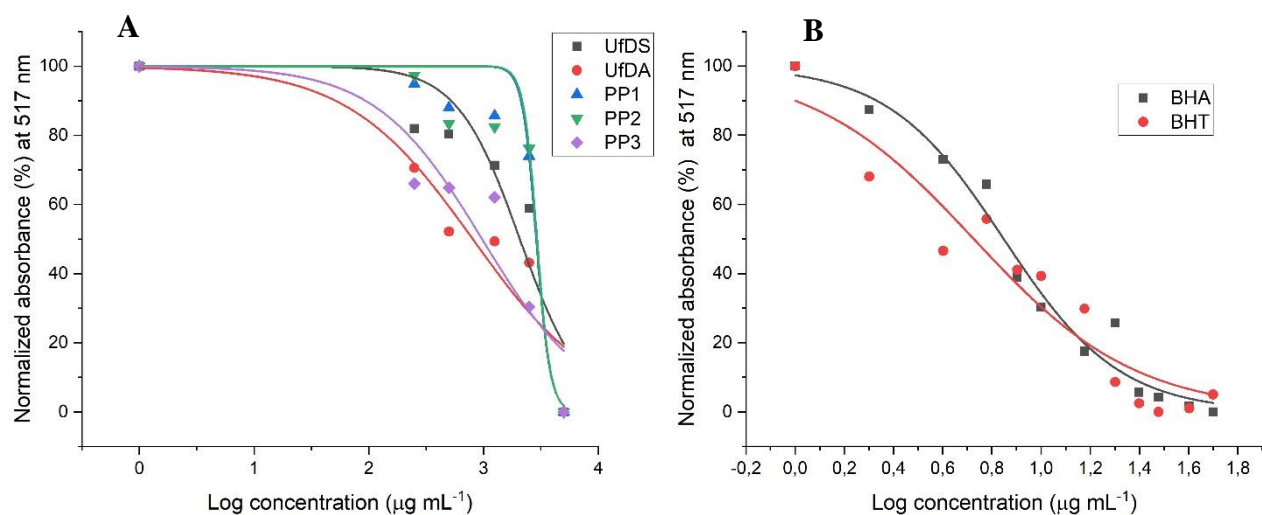 A
B
UfDS
UfDA
PP1
PP2
PP3
BHA
BHT
Normalized absorbance (%) at 517 nm
100
80
60
40
20
0
0 1 2 3 4
Log concentration (μg mL⁻¹)
Normalized absorbance (%) at 517 nm
100
80
60
40
20
0
-0,2 0,0 0,2 0,4 0,6 0,8 1,0 1,2 1,4 1,6 1,8
Log concentration (μg mL⁻¹)